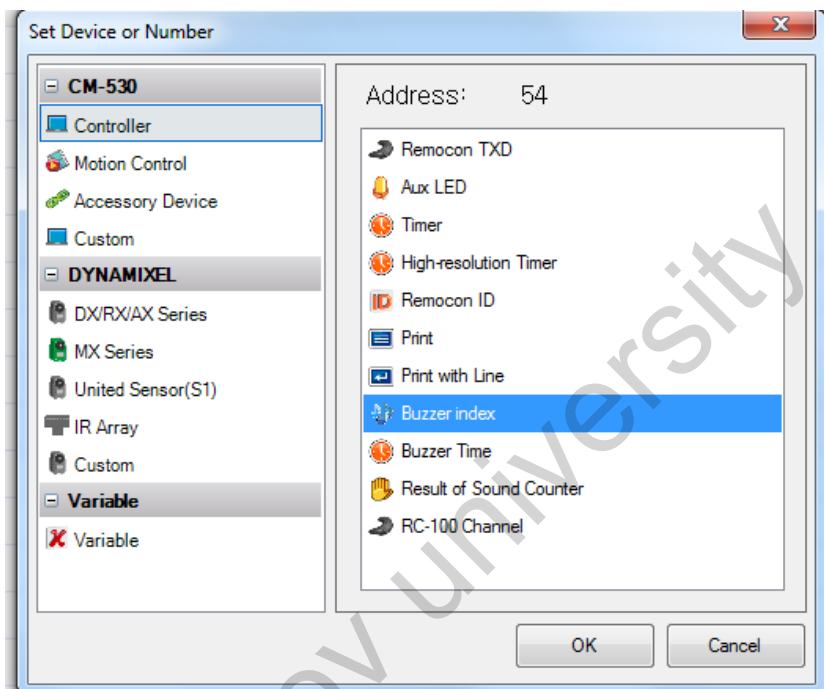 Set Device or Number
CM-530
Controller
Motion Control
Accessory Device
Custom
DYNAMIXEL
DX/RX/AX Series
MX Series
United Sensor(S1)
IR Array
Custom
Variable
Variable
Address: 54
Remocon TXD
Aux LED
Timer
High-resolution Timer
Remocon ID
Print
Print with Line
Buzzer index
Buzzer Time
Result of Sound Counter
RC-100 Channel
OK
Cancel
ov university